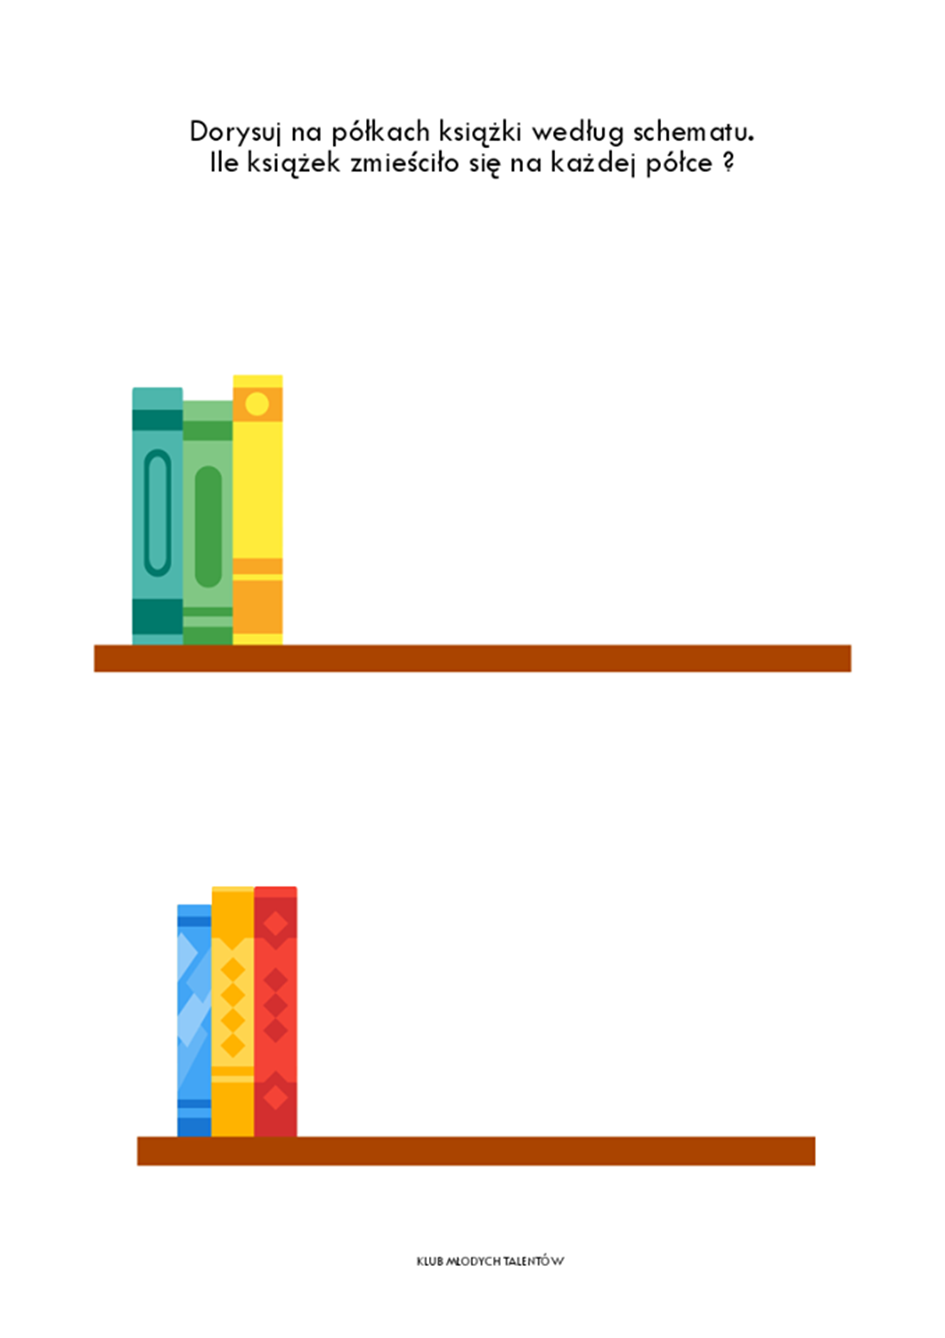 Dorysuj na półkach książki według schematu.
Ile książek zmieściło się na każdej półce ?
KLUB MŁODYCH TALENTÓW